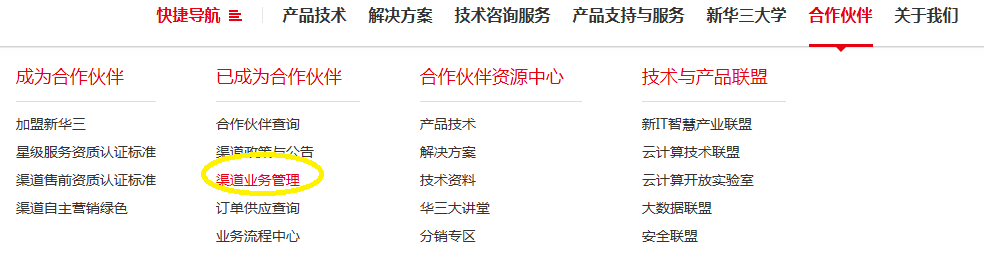 快捷导航 产品技术 解决方案 技术咨询服务 产品支持与服务 新华三大学 合作伙伴 关于我们
成为合作伙伴
加盟新华三
星级服务资质认证标准
渠道售前资质认证标准
渠道自主营销绿色
已成为合作伙伴
合作伙伴查询
渠道政策与公告
渠道业务管理
订单供应查询
业务流程中心
合作伙伴资源中心
产品技术
解决方案
技术资料
华三大讲堂
分销专区
技术与产品联盟
新IT智慧产业联盟
云计算技术联盟
云计算开放实验室
大数据联盟
安全联盟